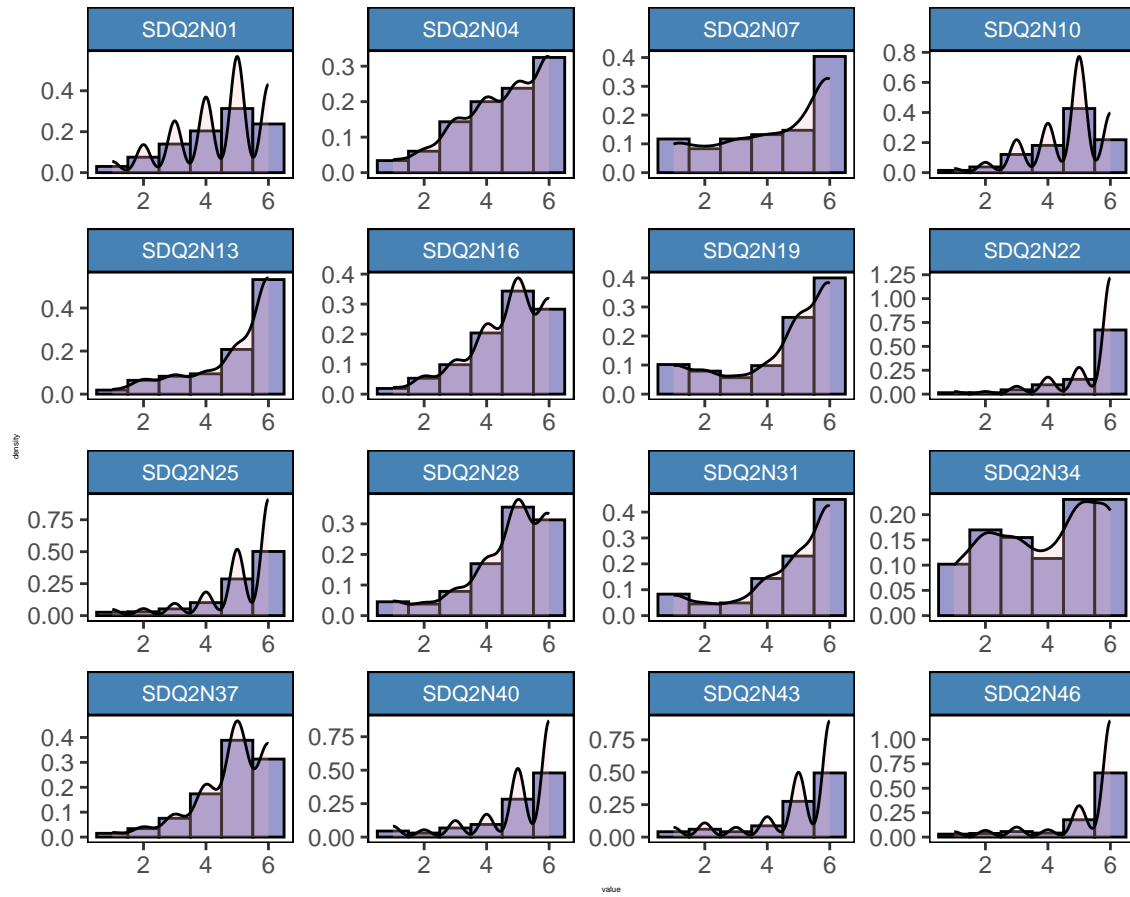 SDQ2N01 SDQ2N04 SDQ2N07 SDQ2N10
0.4 0.2 0.0 2 4 6
0.3 0.2 0.1 0.0 2 4 6
0.4 0.3 0.2 0.1 0.0 2 4 6
0.8 0.6 0.4 0.2 0.0 2 4 6
SDQ2N13 SDQ2N16 SDQ2N19 SDQ2N22
0.4 0.2 0.0 2 4 6
0.4 0.3 0.2 0.1 0.0 2 4 6
0.4 0.3 0.2 0.1 0.0 2 4 6
1.25 1.00 0.75 0.50 0.25 0.00 2 4 6
density
SDQ2N25 SDQ2N28 SDQ2N31 SDQ2N34
0.75 0.50 0.25 0.00 2 4 6
0.3 0.2 0.1 0.0 2 4 6
0.4 0.3 0.2 0.1 0.0 2 4 6
0.20 0.15 0.10 0.05 0.00 2 4 6
SDQ2N37 SDQ2N40 SDQ2N43 SDQ2N46
0.4 0.3 0.2 0.1 0.0 2 4 6
0.75 0.50 0.25 0.00 2 4 6
0.75 0.50 0.25 0.00 2 4 6
1.00 0.75 0.50 0.25 0.00 2 4 6
value